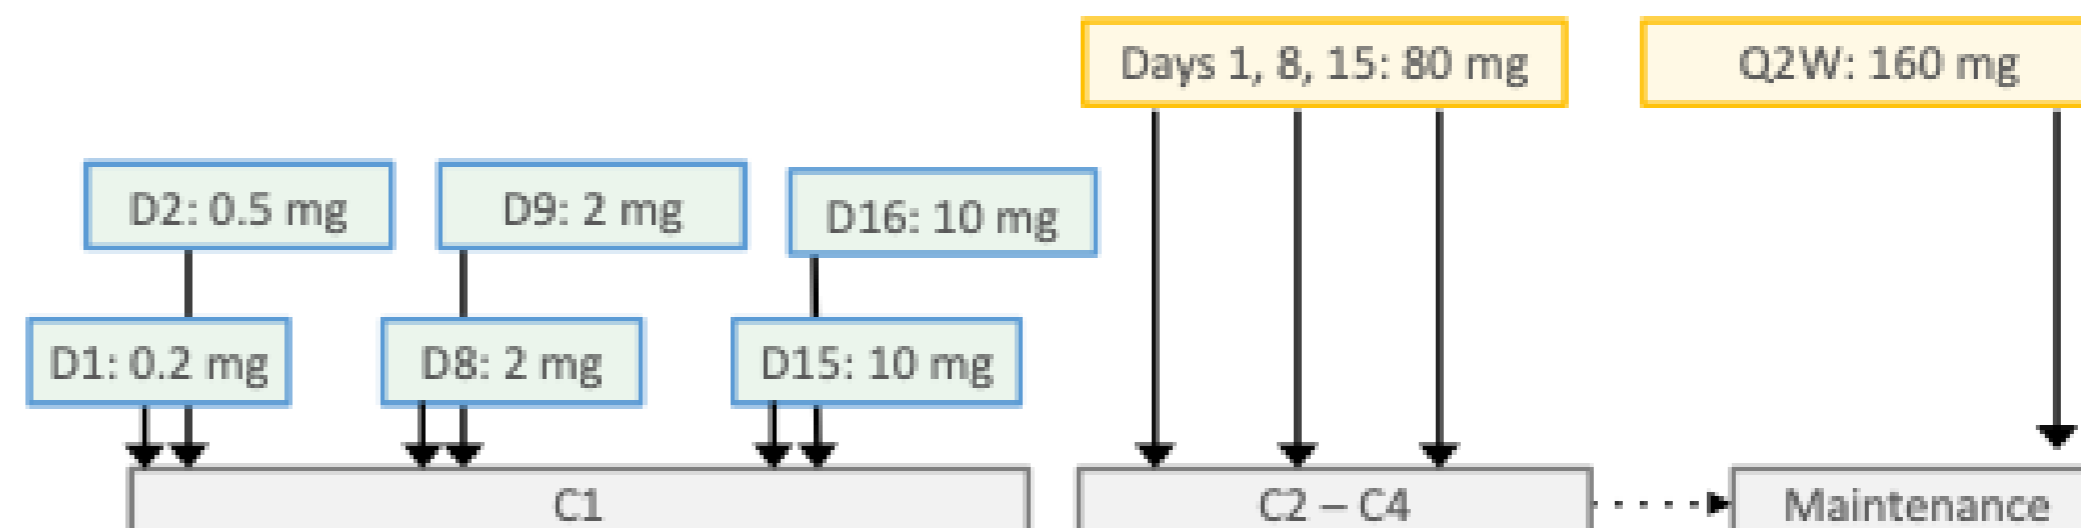 Days 1, 8, 15: 80 mg
Q2W: 160 mg
D2: 0.5 mg
D9: 2 mg
D16: 10 mg
D1: 0.2 mg
D8: 2 mg
D15: 10 mg
C1
C2 – C4
Maintenance